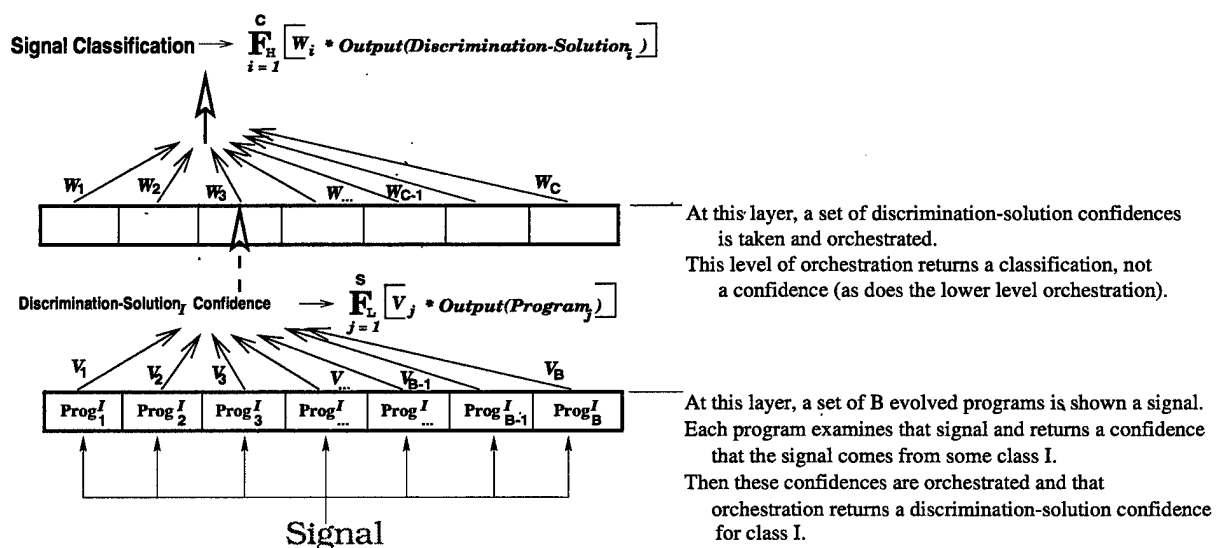 C
Signal Classification → F_H [W_i * Output(Discrimination-Solution_i)]
i = 1
W_1 W_2 W_3 W_... W_C-1 W_C
At this layer, a set of discrimination-solution confidences
is taken and orchestrated.
This level of orchestration returns a classification, not
a confidence (as does the lower level orchestration).
S
Discrimination-Solution_I Confidence → F_L [V_j * Output(Program_j)]
j = 1
V_1 V_2 V_3 V_... V_B-1 V_B
Prog^I_1 Prog^I_2 Prog^I_3 Prog^I_... Prog^I_... Prog^I_B-1 Prog^I_B
At this layer, a set of B evolved programs is shown a signal.
Each program examines that signal and returns a confidence
that the signal comes from some class I.
Then these confidences are orchestrated and that
orchestration returns a discrimination-solution confidence
for class I.
Signal